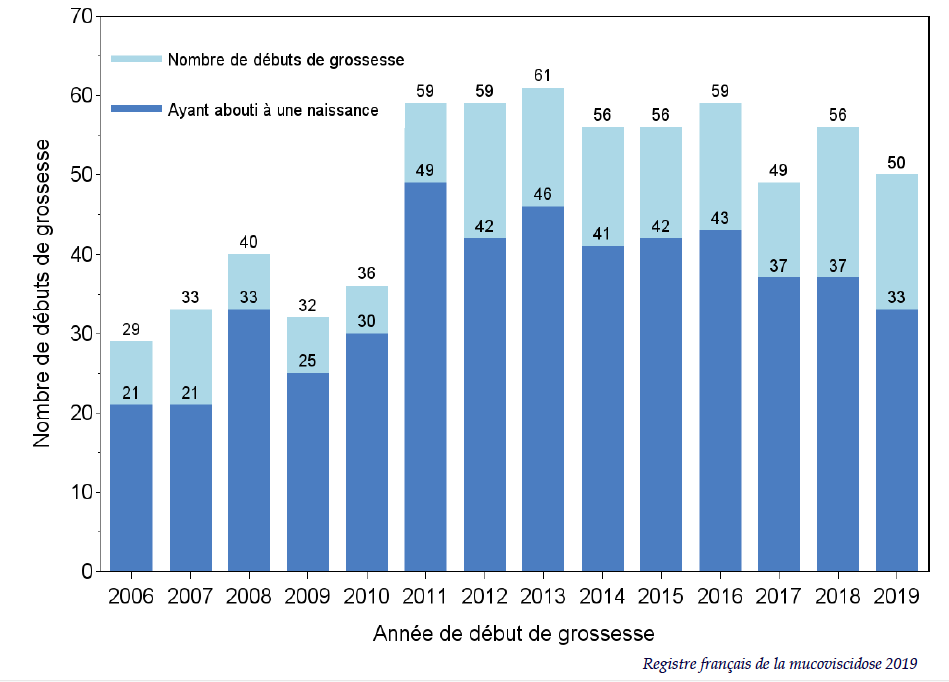 70
60
50
40
30
20
10
0
Nombre de débuts de grossesse
Nombre de débuts de grossesse
Ayant abouti à une naissance
29 33 40 32 36 59 59 61 56 56 59 49 56 50
21 21 33 25 30 49 42 46 41 42 43 37 37 33
2006 2007 2008 2009 2010 2011 2012 2013 2014 2015 2016 2017 2018 2019
Année de début de grossesse
Registre français de la mucoviscidose 2019